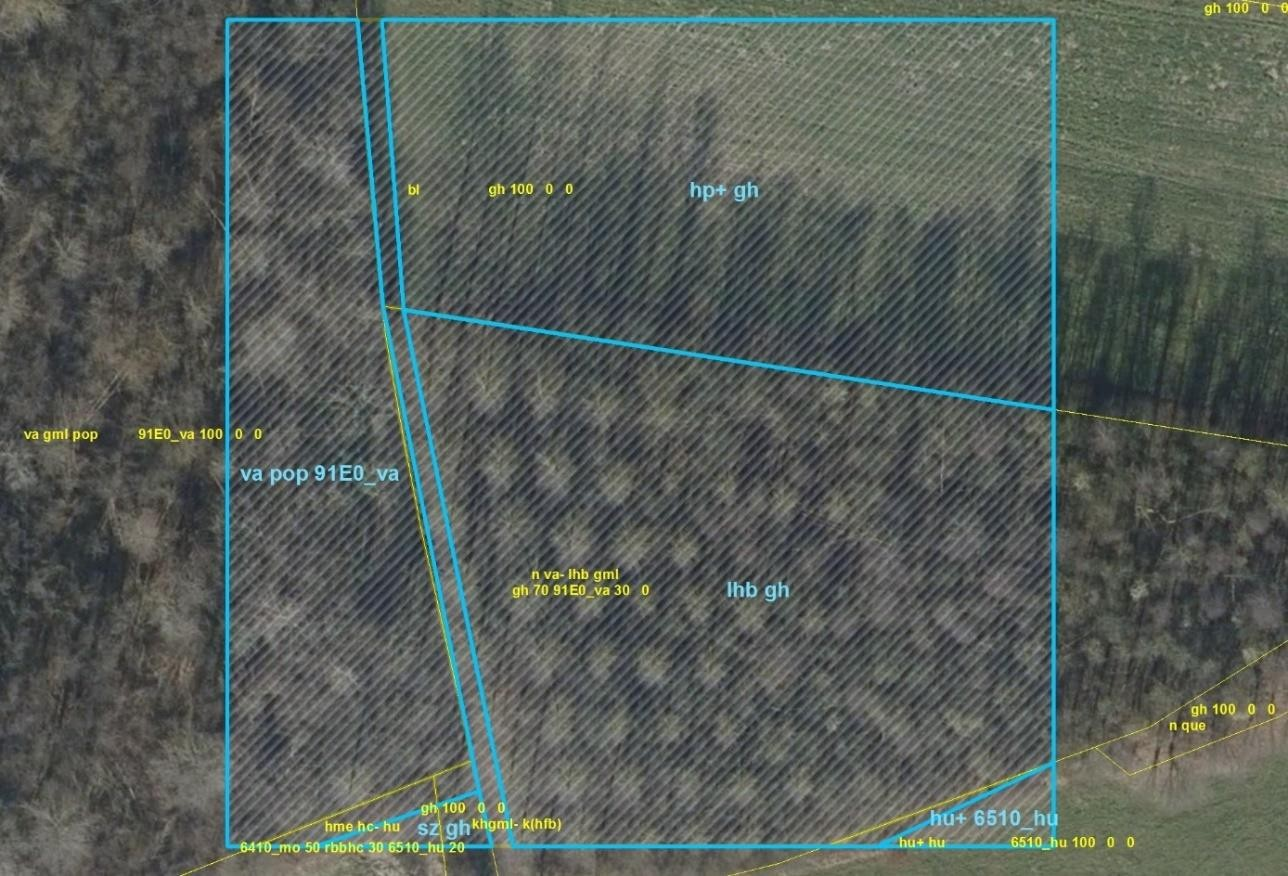 gh 100 0 0
bl
gh 100 0 0
hp+ gh
va gml pop
91E0_va 100 0 0
va pop 91E0_va
n va- lhb gml
gh 70 91E0_va 30 0
lhb gh
gh 100 0 0
n que
gh 100 0 0
hme hc- hu
sz gh
khgml- k(hfb)
6410_mo 50 rbbhc 30 6510_hu 20
hu+ 6510_hu
hu+ hu
6510_hu 100 0 0